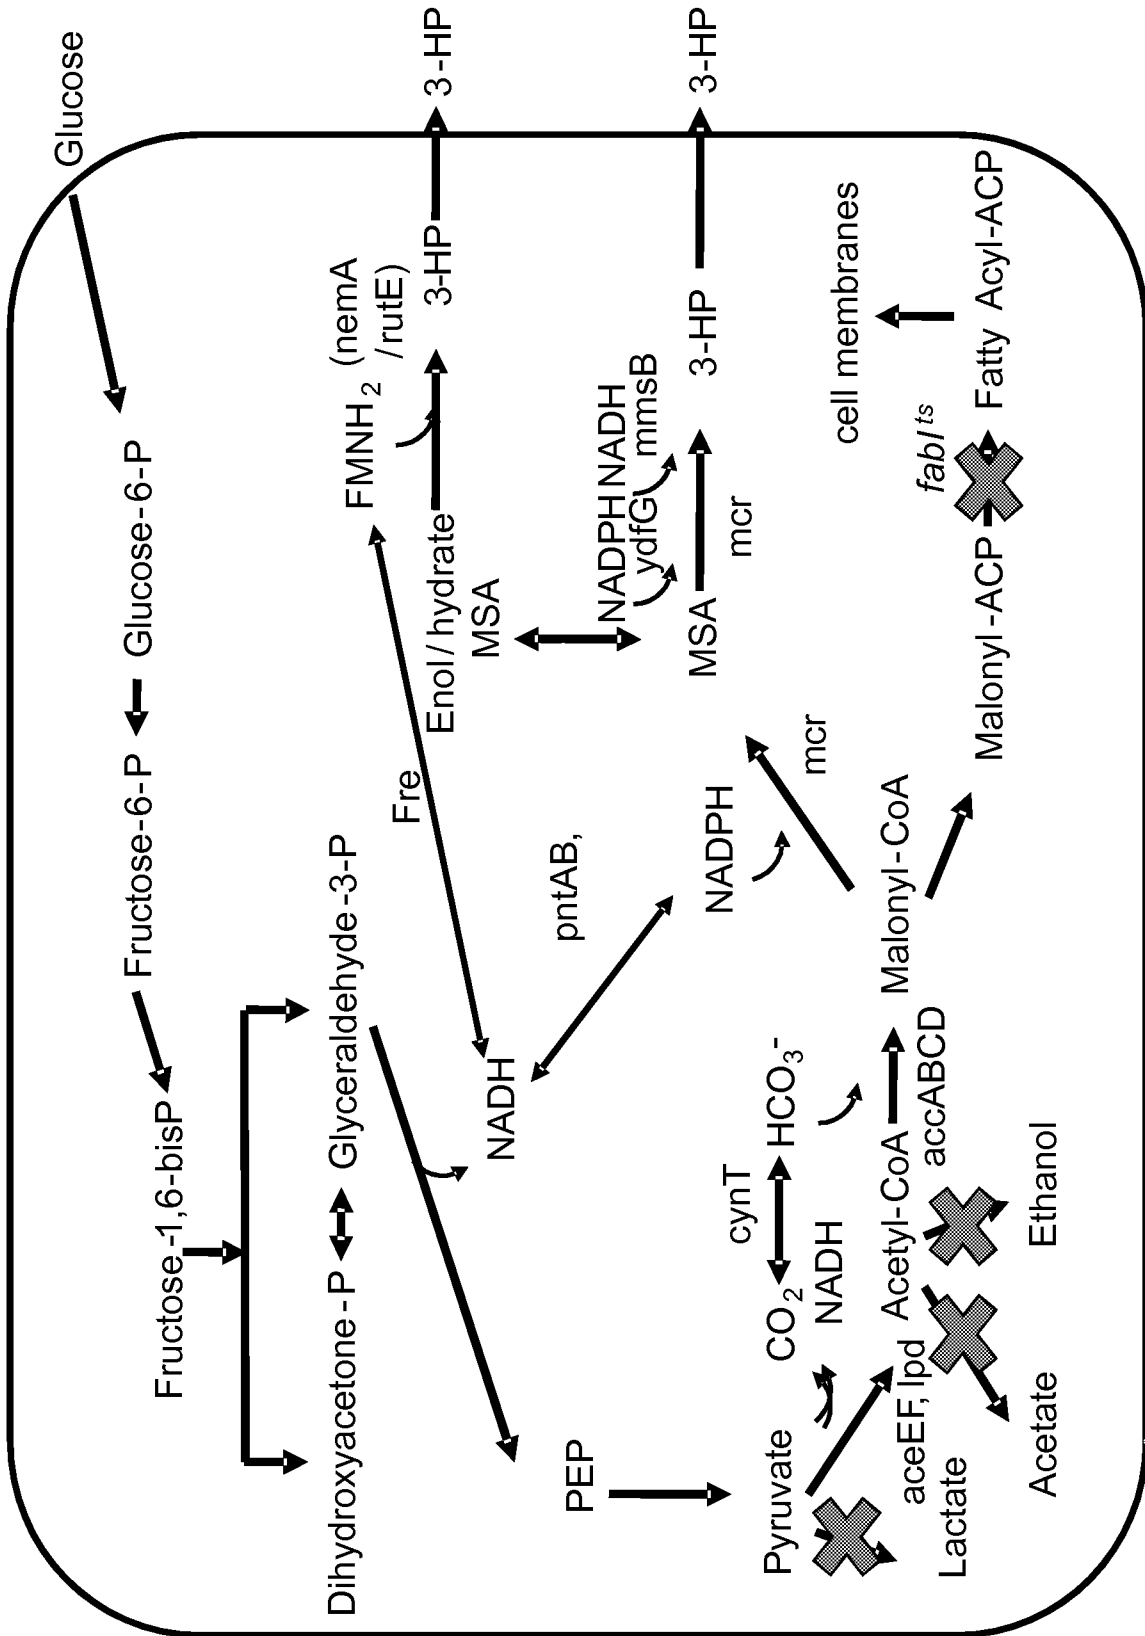 Glucose
Glucose-6-P
Fructose-6-P
Fructose-1,6-bisP
Dihydroxyacetone-P
Glyceraldehyde-3-P
Fre
FMNH2
(nemA
/rutE)
Enol/hydrate
MSA
3-HP
3-HP
NADH
pntAB,
NADPH
NADPH NADH
ydfG mmsB
MSA
mcr
3-HP
3-HP
PEP
Pyruvate
CO2
NADH
cynT
HCO3-
mcr
cell membranes
aceEF, lpd
Acetyl-CoA
accABCD
Malonyl-CoA
Malonyl-ACP
fabIts
Fatty Acyl-ACP
Lactate
Acetate
Ethanol